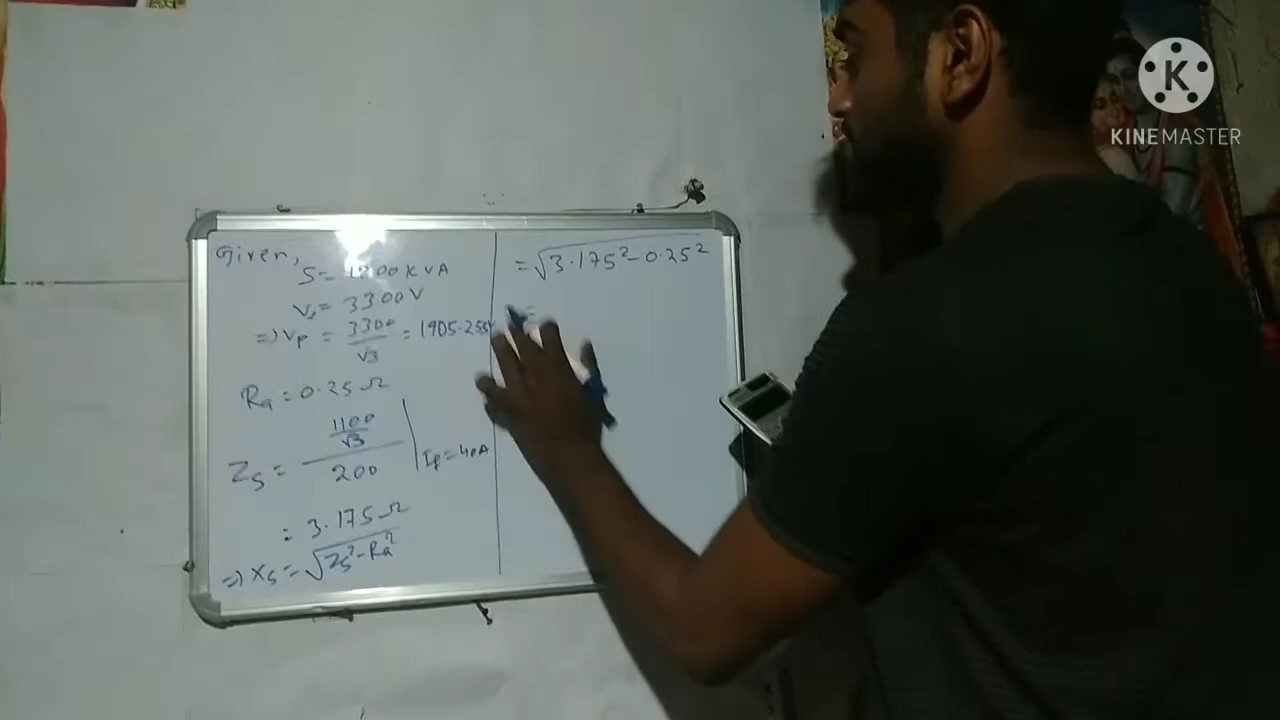 Given,
S = 1200 KVA
= 3300 V
=> Vp = 3300/√3 = 1905.255V
Ra = 0.25 Ω
Zs = (1100/√3)/200 | If = 40A
= 3.175 Ω
=> Xs = √Zs² - Ra²
= √3.175² - 0.25²
=
K
KINEMASTER